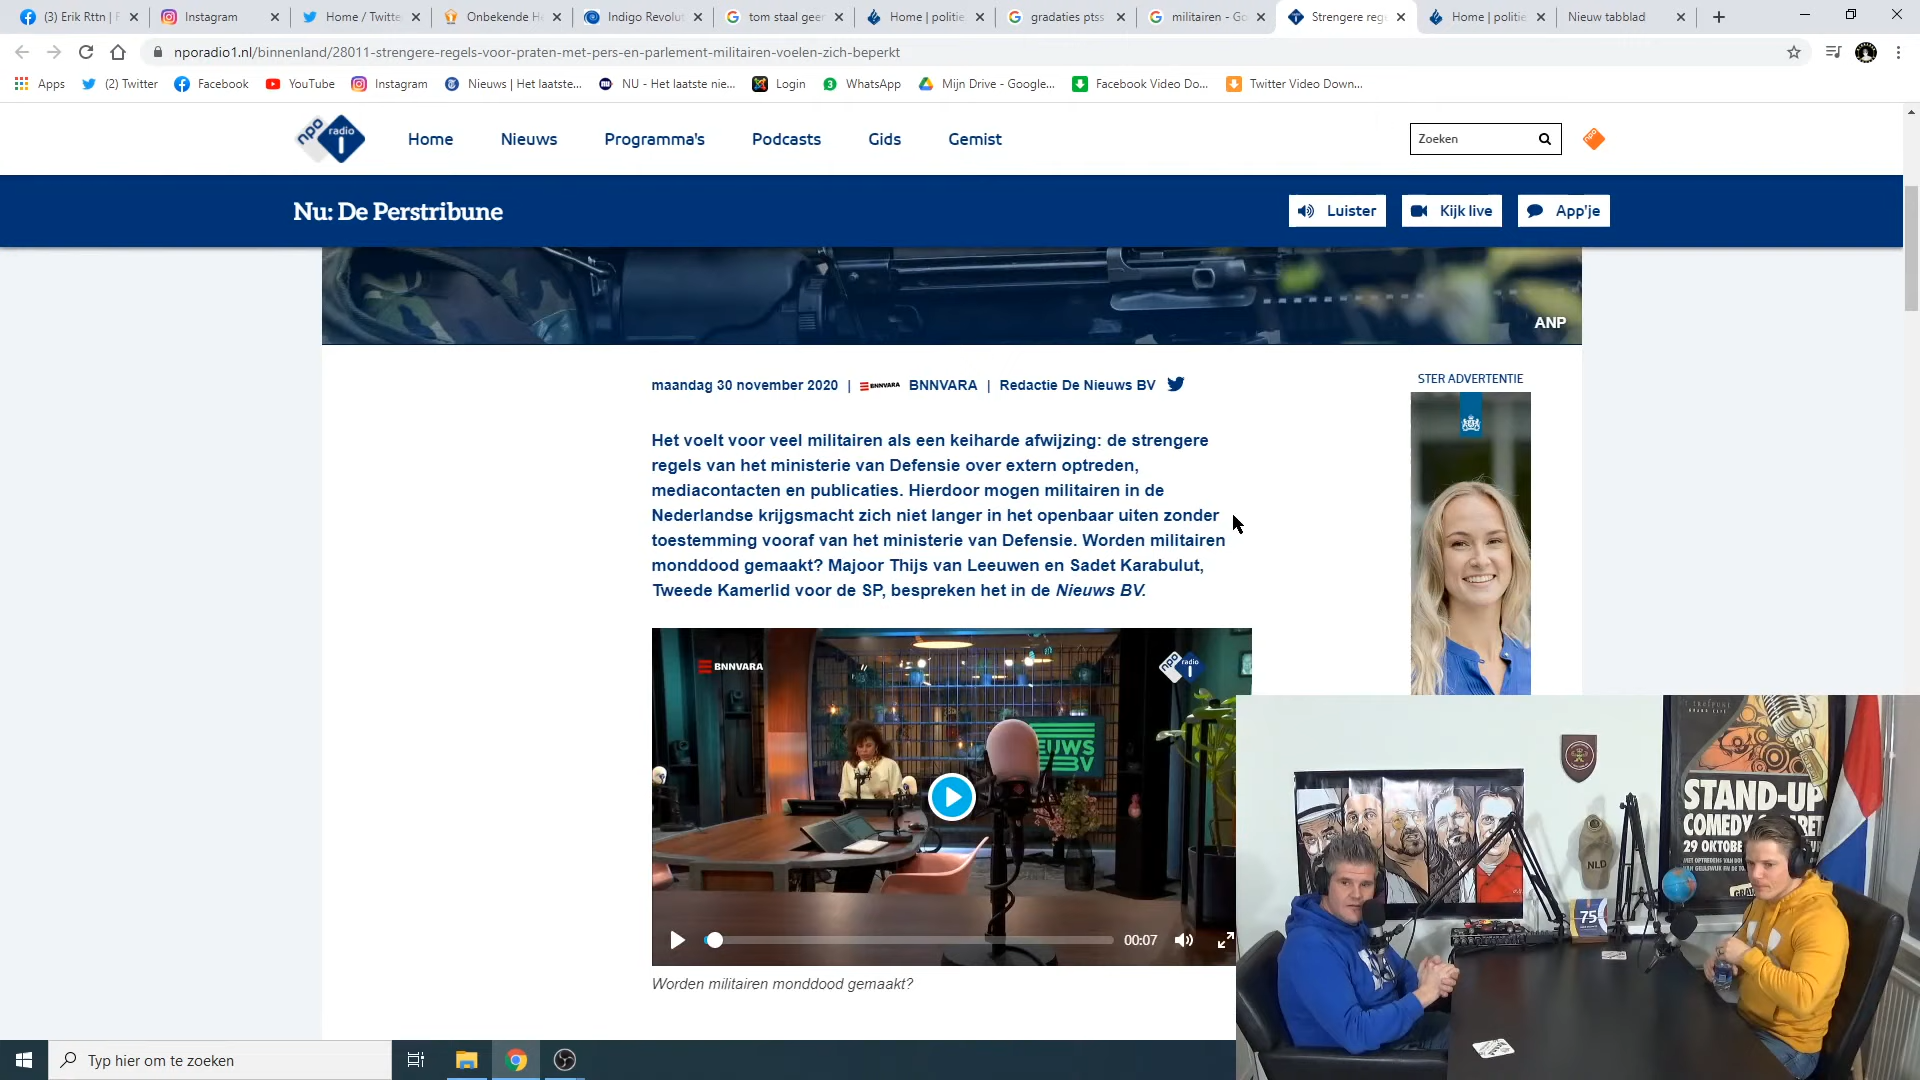 (3) Erik Rttn | F
Instagram
Home / Twitte
Onbekende He
Indigo Revolut
tom staal geer
Home | politie
gradaties ptss
militairen - Go
Strengere reg
Home | politie
Nieuw tabblad
nporadio1.nl/binnenland/28011-strengere-regels-voor-praten-met-pers-en-parlement-militairen-voelen-zich-beperkt
Apps
(2) Twitter
Facebook
YouTube
Instagram
Nieuws | Het laatste...
NU - Het laatste nie...
Login
WhatsApp
Mijn Drive - Google...
Facebook Video Do...
Twitter Video Down...
npo radio 1
Home
Nieuws
Programma's
Podcasts
Gids
Gemist
Zoeken
Nu: De Perstribune
Luister
Kijk live
App'je
ANP
maandag 30 november 2020 | BNNVARA BNNVARA | Redactie De Nieuws BV
STER ADVERTENTIE
Het voelt voor veel militairen als een keiharde afwijzing: de strengere
regels van het ministerie van Defensie over extern optreden,
mediacontacten en publicaties. Hierdoor mogen militairen in de
Nederlandse krijgsmacht zich niet langer in het openbaar uiten zonder
toestemming vooraf van het ministerie van Defensie. Worden militairen
monddood gemaakt? Majoor Thijs van Leeuwen en Sadet Karabulut,
Tweede Kamerlid voor de SP, bespreken het in de Nieuws BV.
BNNVARA
npo radio 1
EUWS
BV
00:07
Worden militairen monddood gemaakt?
STAND-UP
COMEDY
29 OKTOBE
NLD
75
Typ hier om te zoeken